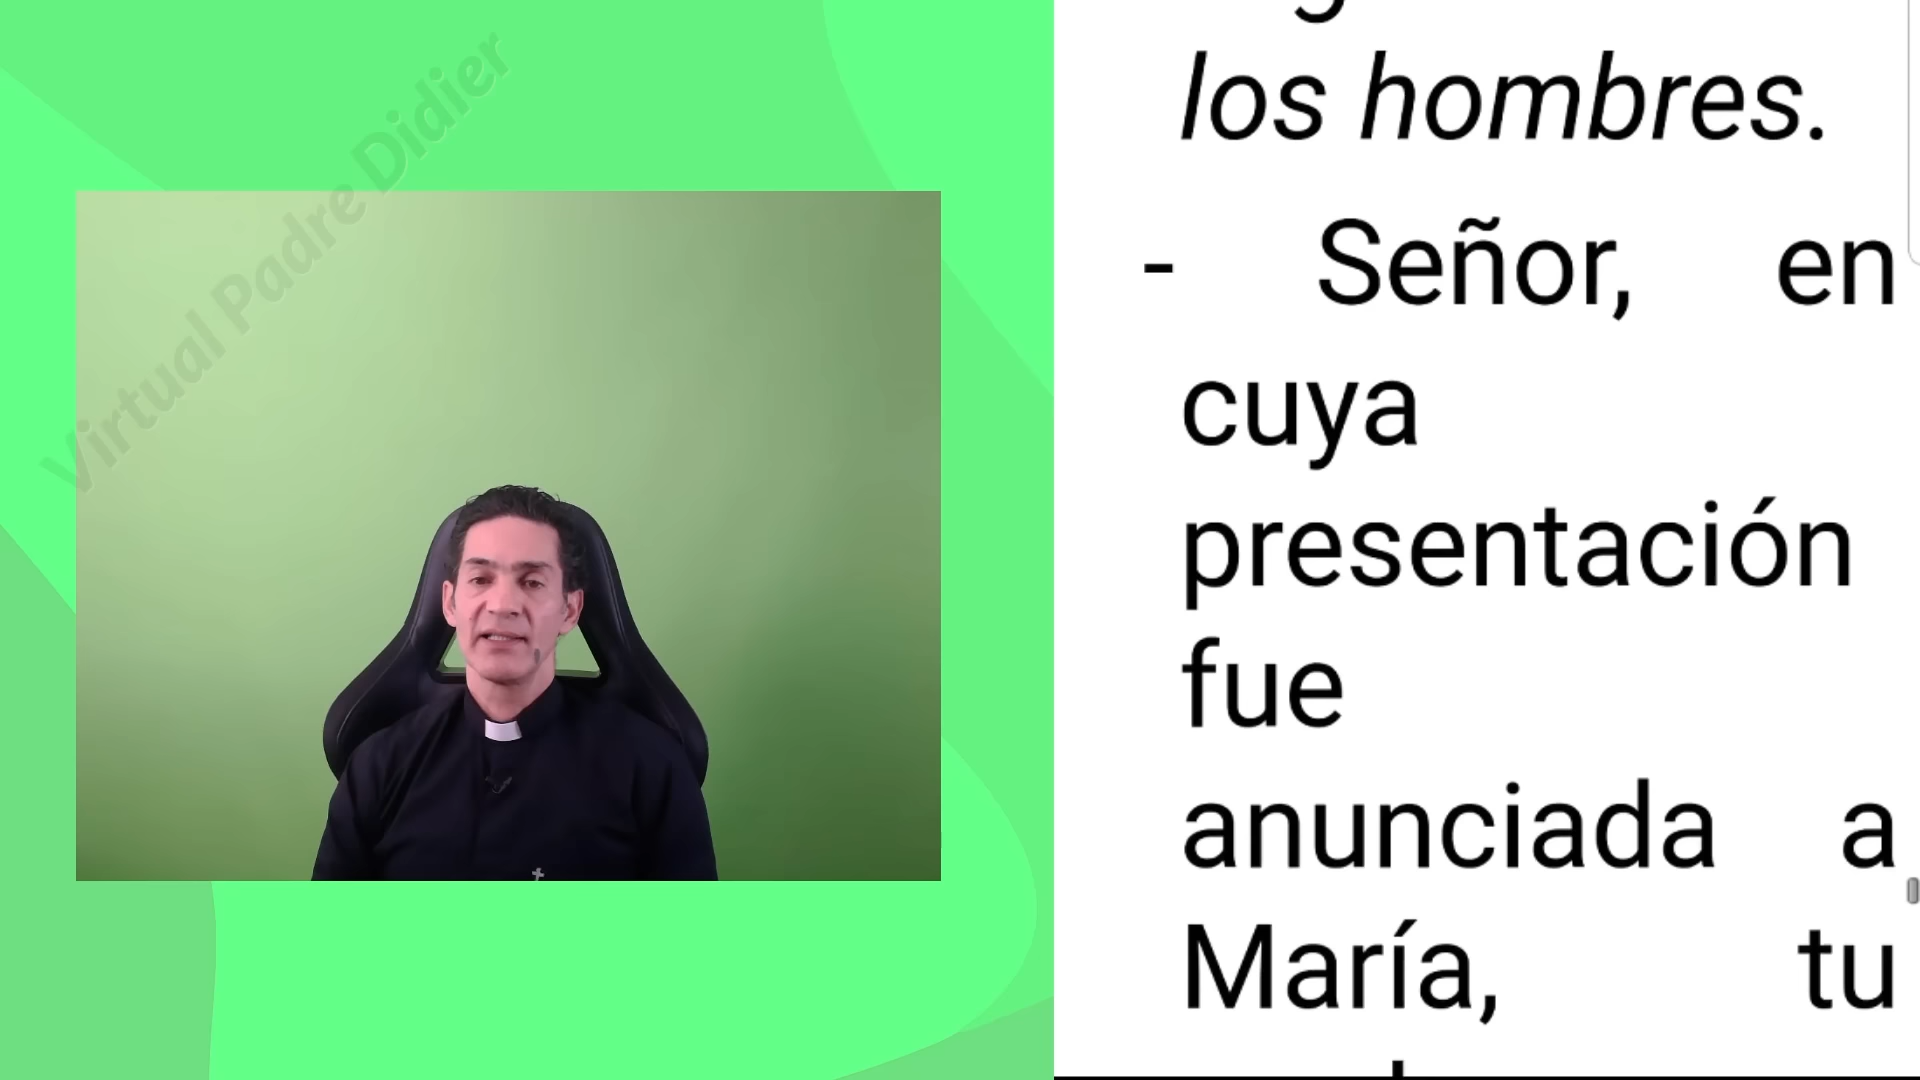 Virtual Padre Didier
los hombres.
- Señor, en
cuya
presentación
fue
anunciada a
María, tu